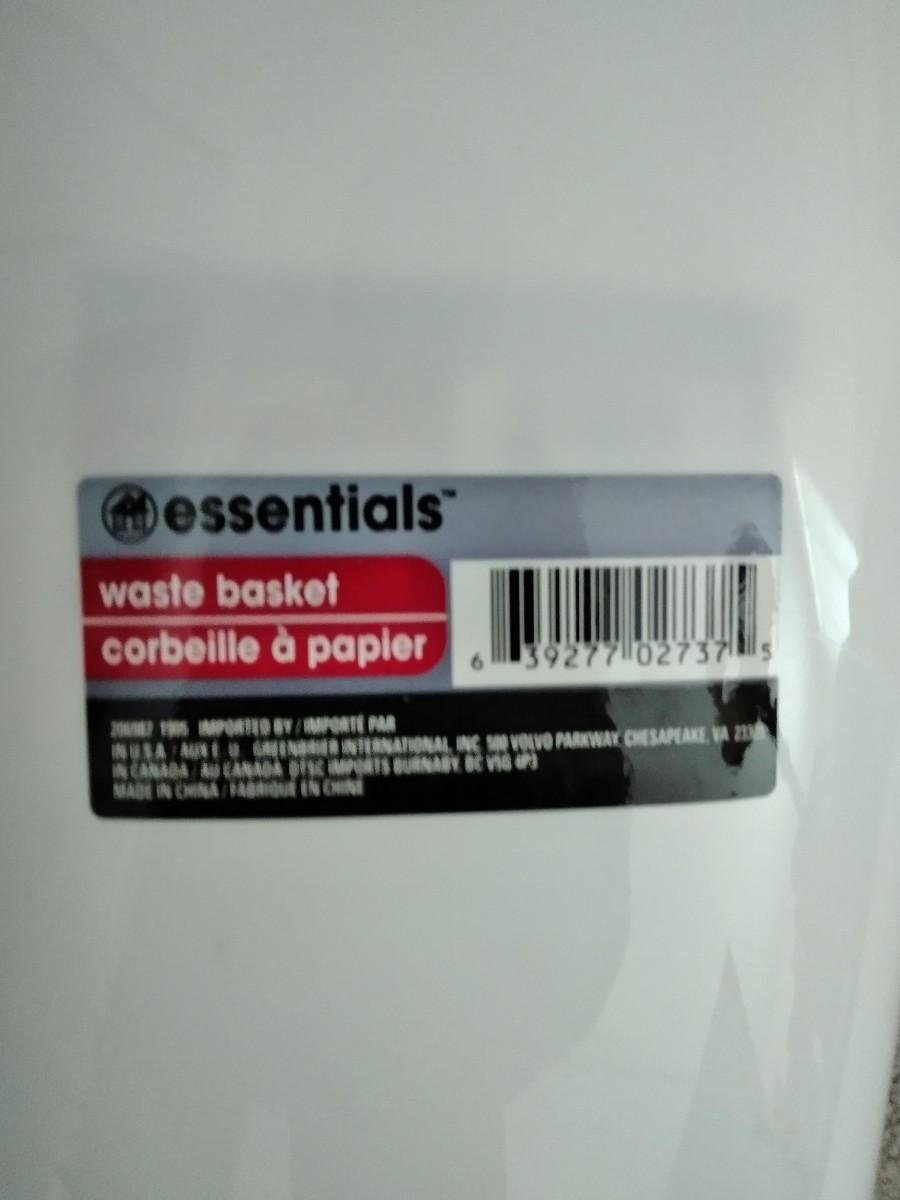 essentials™
waste basket
corbeille à papier
6 39277 02737 5
IMPORTED BY / IMPORTÉ PAR
IN U.S.A. / AUX É.-U. GREENBRIER INTERNATIONAL, INC. 500 VOLVO PARKWAY, CHESAPEAKE, VA
IN CANADA / AU CANADA DTSC IMPORTS BURNABY, BC V5G 4P3
MADE IN CHINA / FABRIQUÉ EN CHINE